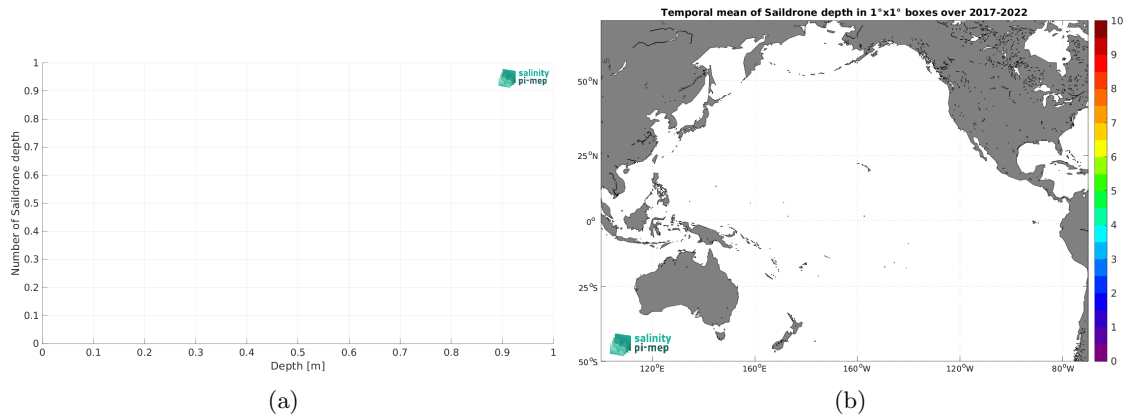 Temporal mean of Saildrone depth in 1°x1° boxes over 2017-2022
salinity
pi-mep
Number of Saildrone depth
1
0.9
0.8
0.7
0.6
0.5
0.4
0.3
0.2
0.1
0
0 0.1 0.2 0.3 0.4 0.5 0.6 0.7 0.8 0.9 1
Depth [m]
(a)
50°N
25°N
0°
25°S
50°S
120°E 160°E 160°W 120°W 80°W
salinity
pi-mep
10
9
8
7
6
5
4
3
2
1
0
(b)